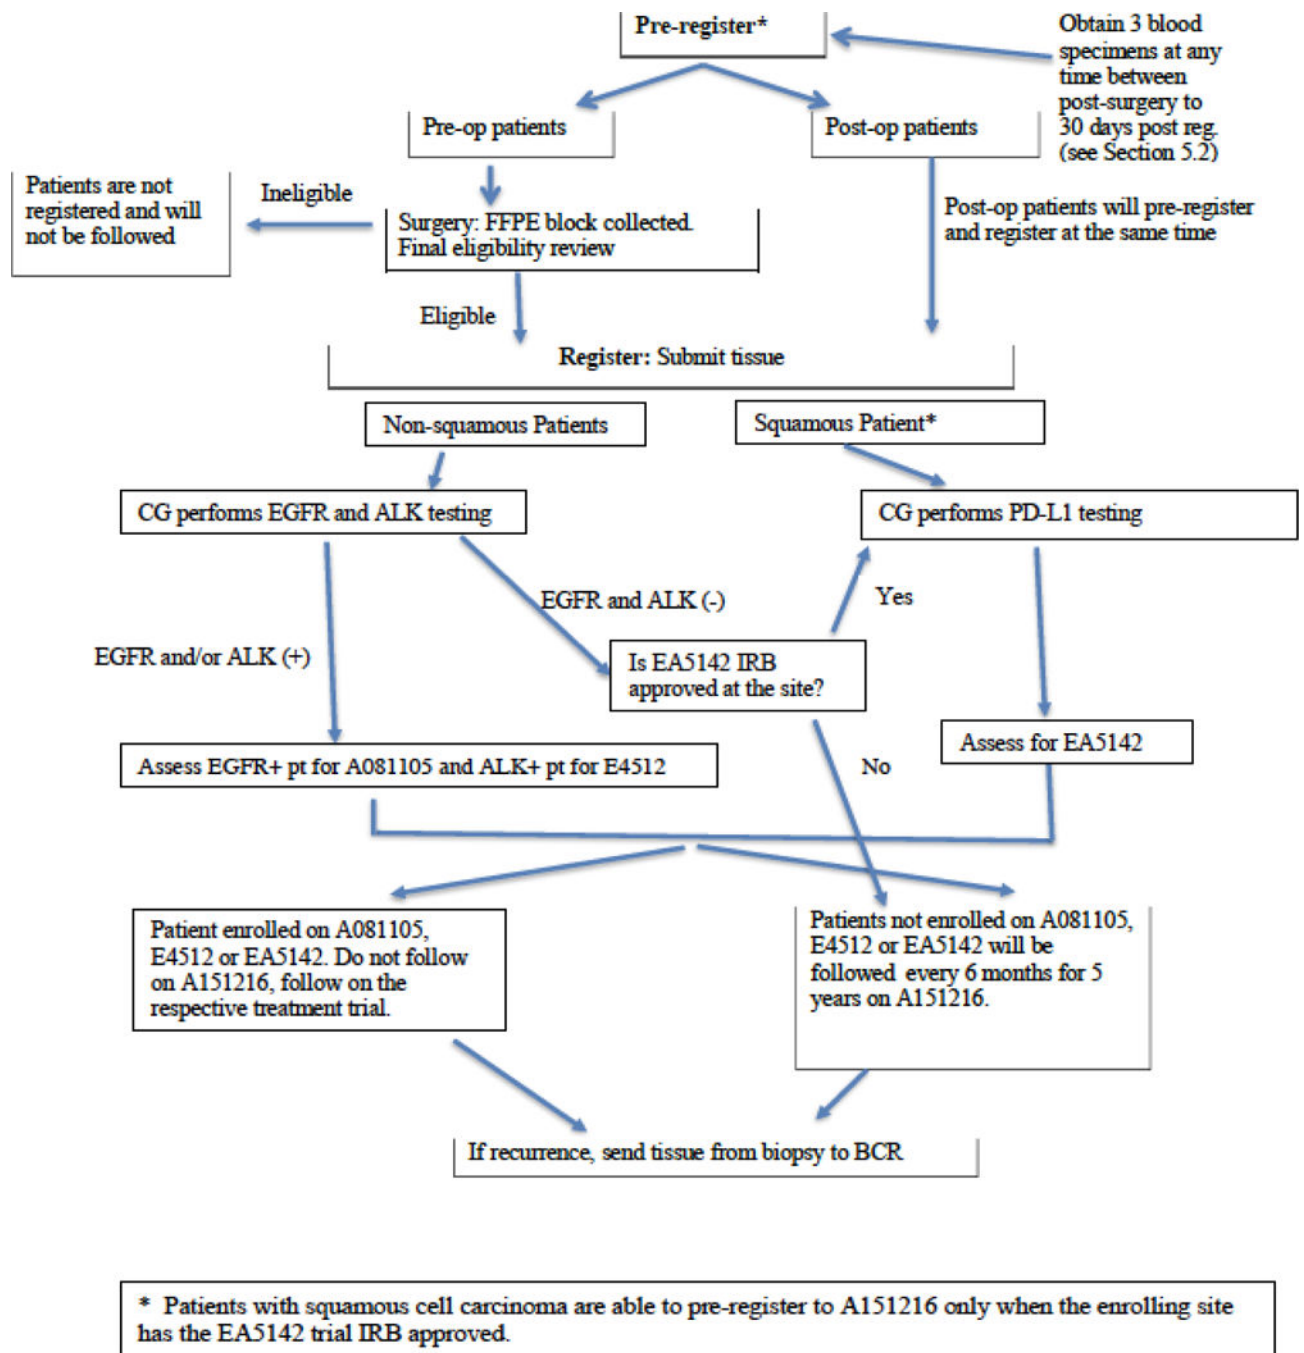 Pre-register*
Obtain 3 blood
specimens at any
time between
post-surgery to
30 days post reg.
(see Section 5.2)
Pre-op patients
Post-op patients
Patients are not
registered and will
not be followed
Ineligible
Surgery: FFPE block collected.
Final eligibility review
Post-op patients will pre-register
and register at the same time
Eligible
Register: Submit tissue
Non-squamous Patients
Squamous Patient*
CG performs EGFR and ALK testing
CG performs PD-L1 testing
EGFR and ALK (-)
Yes
EGFR and/or ALK (+)
Is EA5142 IRB
approved at the site?
Assess EGFR+ pt for A081105 and ALK+ pt for E4512
No
Assess for EA5142
Patient enrolled on A081105,
E4512 or EA5142. Do not follow
on A151216, follow on the
respective treatment trial.
Patients not enrolled on A081105,
E4512 or EA5142 will be
followed every 6 months for 5
years on A151216.
If recurrence, send tissue from biopsy to BCR
* Patients with squamous cell carcinoma are able to pre-register to A151216 only when the enrolling site
has the EA5142 trial IRB approved.